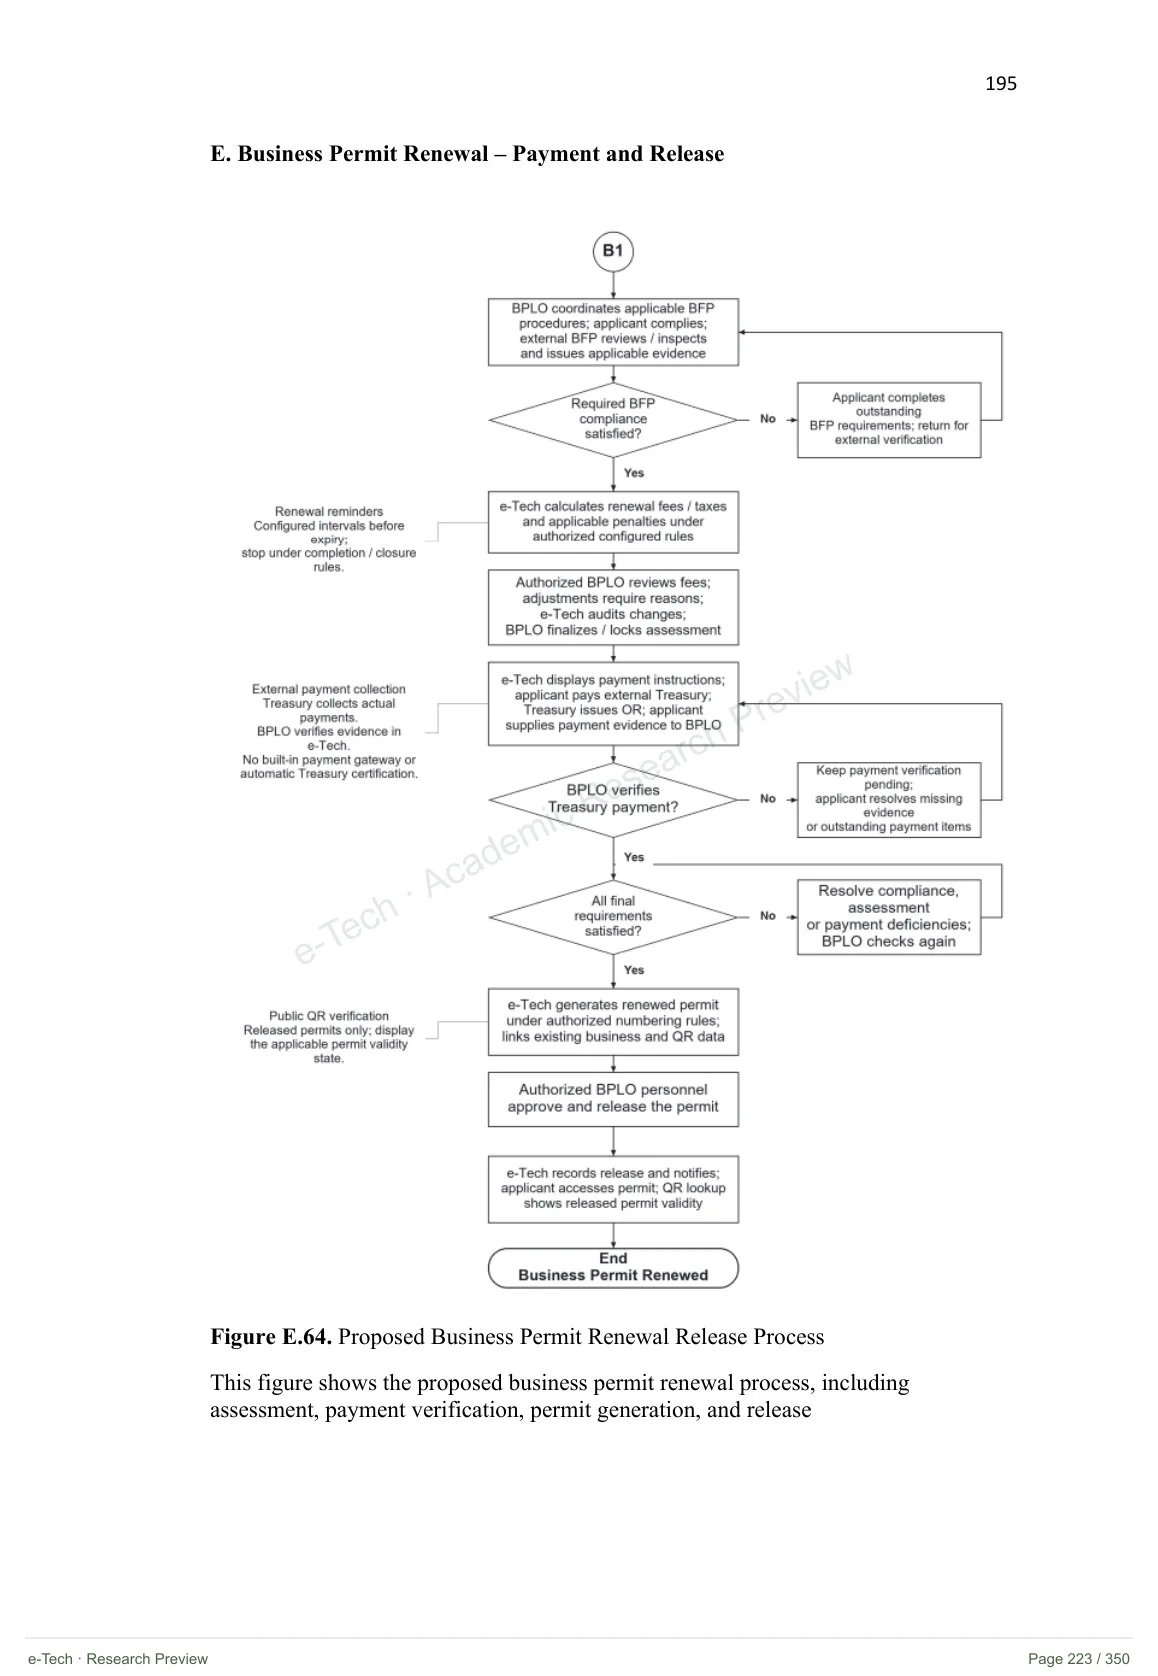 195
E. Business Permit Renewal – Payment and Release
B1
BPLO coordinates applicable BFP
procedures; applicant complies;
external BFP reviews / inspects
and issues applicable evidence
Required BFP
compliance
satisfied?
No
Applicant completes
outstanding
BFP requirements; return for
external verification
Yes
Renewal reminders
Configured intervals before
expiry;
stop under completion / closure
rules.
e-Tech calculates renewal fees / taxes
and applicable penalties under
authorized configured rules
Authorized BPLO reviews fees;
adjustments require reasons;
e-Tech audits changes;
BPLO finalizes / locks assessment
External payment collection
Treasury collects actual
payments.
BPLO verifies evidence in
e-Tech.
No built-in payment gateway or
automatic Treasury certification.
e-Tech displays payment instructions;
applicant pays external Treasury;
Treasury issues OR; applicant
supplies payment evidence to BPLO
BPLO verifies
Treasury payment?
No
Keep payment verification
pending;
applicant resolves missing
evidence
or outstanding payment items
Yes
All final
requirements
satisfied?
No
Resolve compliance,
assessment
or payment deficiencies;
BPLO checks again
Yes
Public QR verification
Released permits only; display
the applicable permit validity
state.
e-Tech generates renewed permit
under authorized numbering rules;
links existing business and QR data
Authorized BPLO personnel
approve and release the permit
e-Tech records release and notifies;
applicant accesses permit; QR lookup
shows released permit validity
End
Business Permit Renewed
e-Tech · Academic Research Preview
Figure E.64. Proposed Business Permit Renewal Release Process
This figure shows the proposed business permit renewal process, including
assessment, payment verification, permit generation, and release
e-Tech · Research Preview
Page 223 / 350